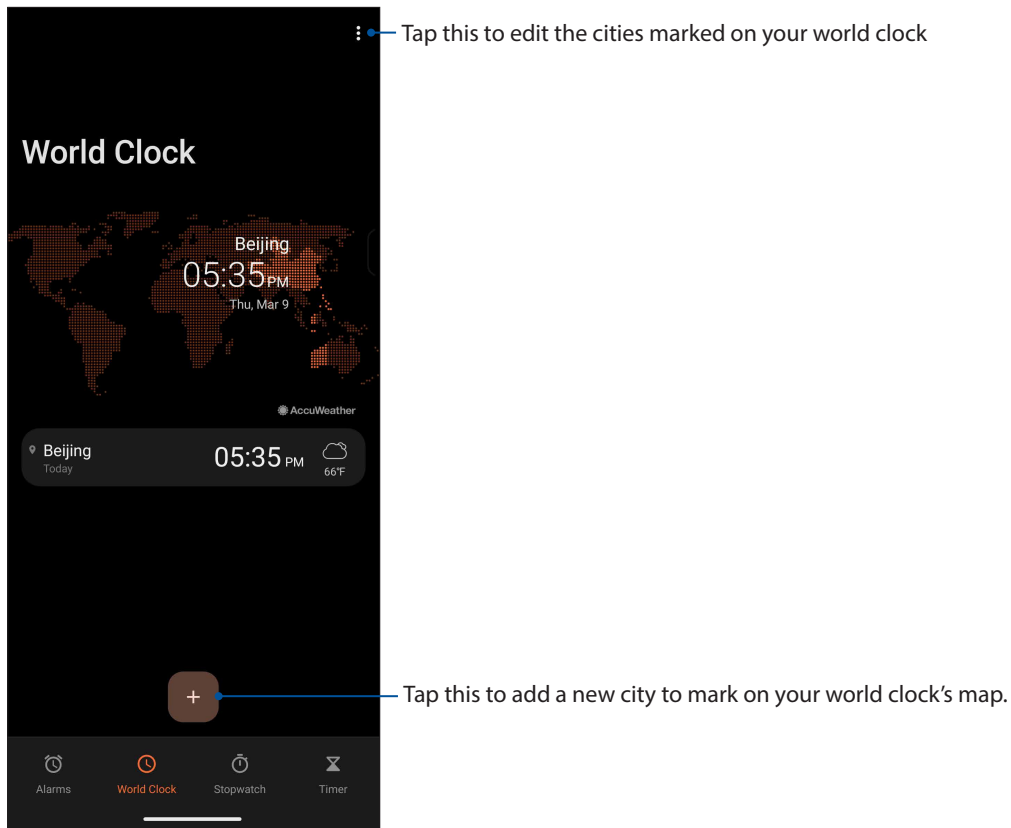 Tap this to edit the cities marked on your world clock
World Clock
Beijing
05:35 PM
Thu, Mar 9
AccuWeather
Beijing
Today
05:35 PM
66°F
+
Tap this to add a new city to mark on your world clock’s map.
Alarms
World Clock
Stopwatch
Timer